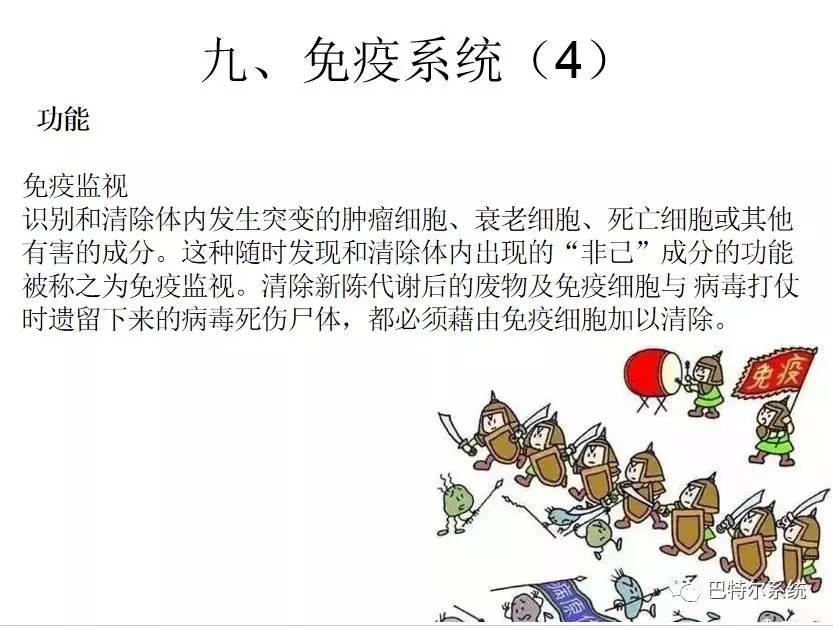 九、免疫系统（4）
功能
免疫监视
识别和清除体内发生突变的肿瘤细胞、衰老细胞、死亡细胞或其他
有害的成分。这种随时发现和清除体内出现的“非己”成分的功能
被称之为免疫监视。清除新陈代谢后的废物及免疫细胞与 病毒打仗
时遗留下来的病毒死伤尸体，都必须藉由免疫细胞加以清除。
免疫
病原体
巴特尔系统